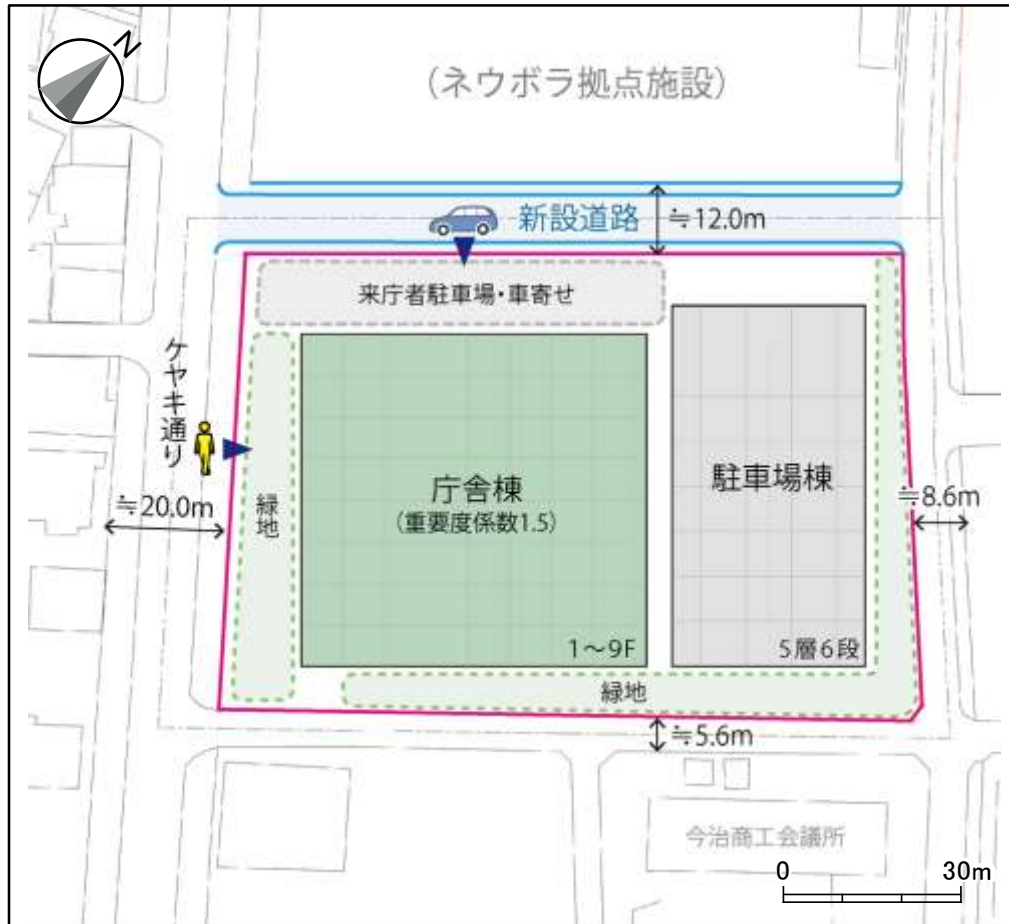 N
（ネウボラ拠点施設）
新設道路
≒12.0m
来庁者駐車場・車寄せ
ケヤキ通り
≒20.0m
緑地
庁舎棟
（重要度係数1.5）
1～9F
駐車場棟
5層6段
≒8.6m
緑地
≒5.6m
今治商工会議所
0 30m